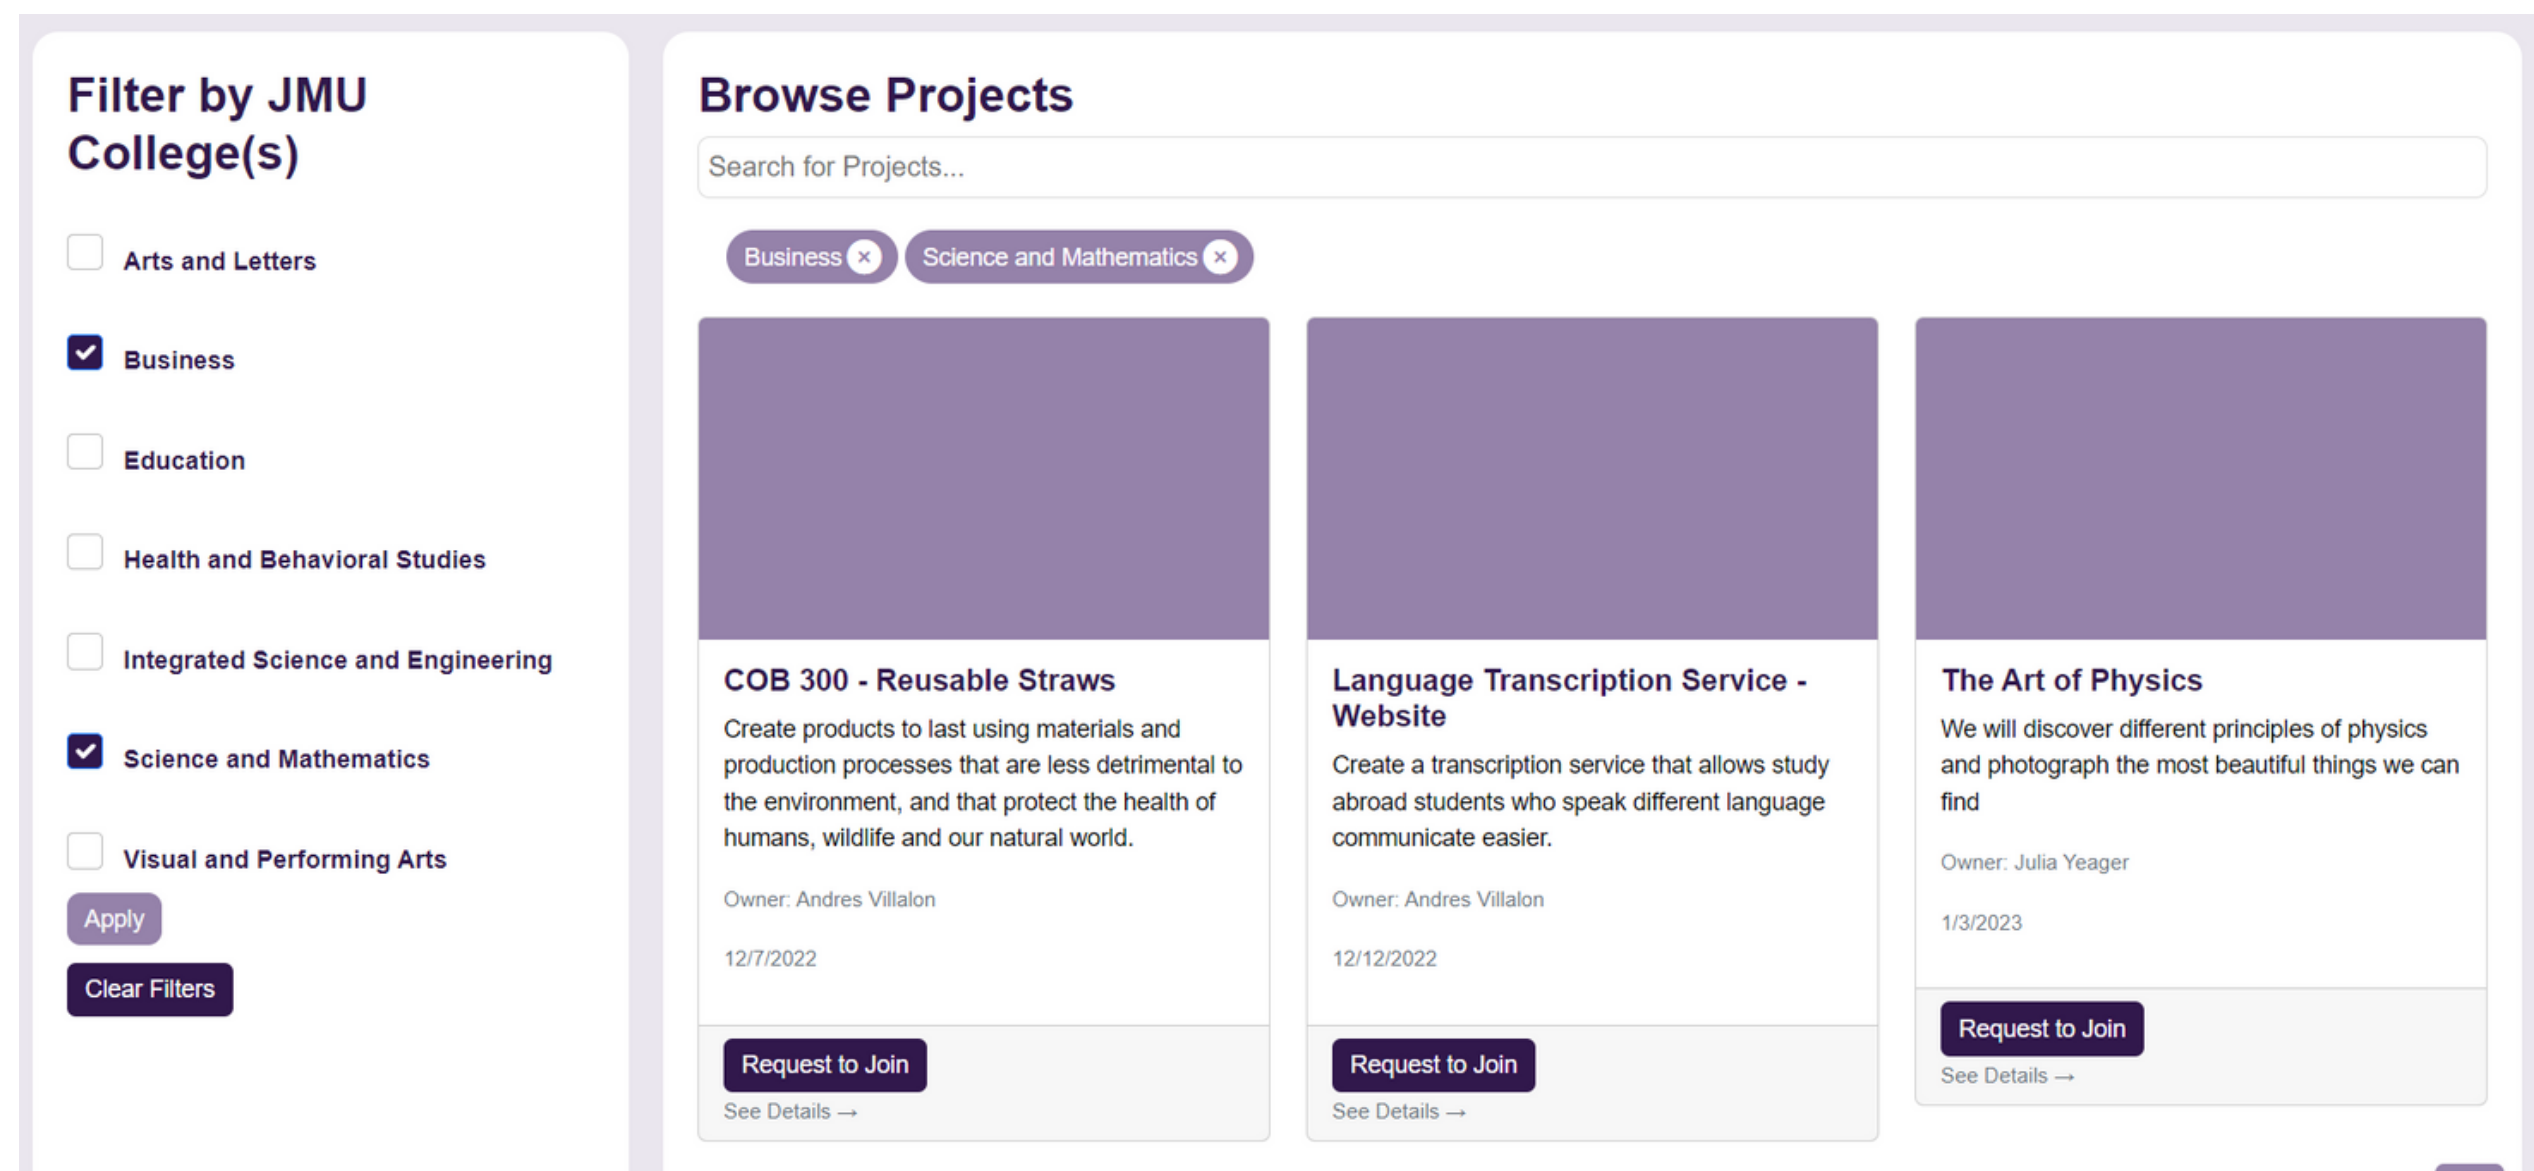 Filter by JMU
College(s)
Arts and Letters
Business
Education
Health and Behavioral Studies
Integrated Science and Engineering
Science and Mathematics
Visual and Performing Arts
Apply
Clear Filters
Browse Projects
Search for Projects...
Business ×
Science and Mathematics ×
COB 300 - Reusable Straws
Create products to last using materials and
production processes that are less detrimental to
the environment, and that protect the health of
humans, wildlife and our natural world.
Owner: Andres Villalon
12/7/2022
Request to Join
See Details →
Language Transcription Service -
Website
Create a transcription service that allows study
abroad students who speak different language
communicate easier.
Owner: Andres Villalon
12/12/2022
Request to Join
See Details →
The Art of Physics
We will discover different principles of physics
and photograph the most beautiful things we can
find
Owner: Julia Yeager
1/3/2023
Request to Join
See Details →